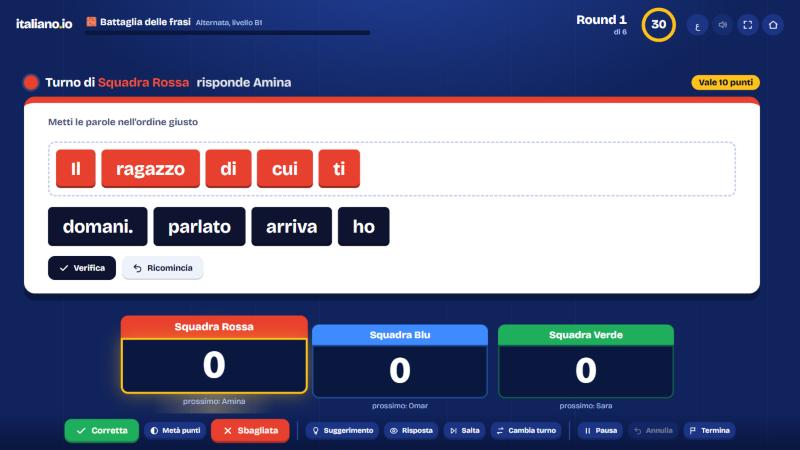 italiano.io
Battaglia delle frasi Alternata, livello B1
Round 1
di 6
30
ع
Turno di Squadra Rossa risponde Amina
Vale 10 punti
Metti le parole nell'ordine giusto
Il ragazzo di cui ti
domani. parlato arriva ho
Verifica Ricomincia
Squadra Rossa
0
prossimo: Amina
Squadra Blu
0
prossimo: Omar
Squadra Verde
0
prossimo: Sara
Corretta Metà punti Sbagliata Suggerimento Risposta Salta Cambia turno Pausa Annulla Termina